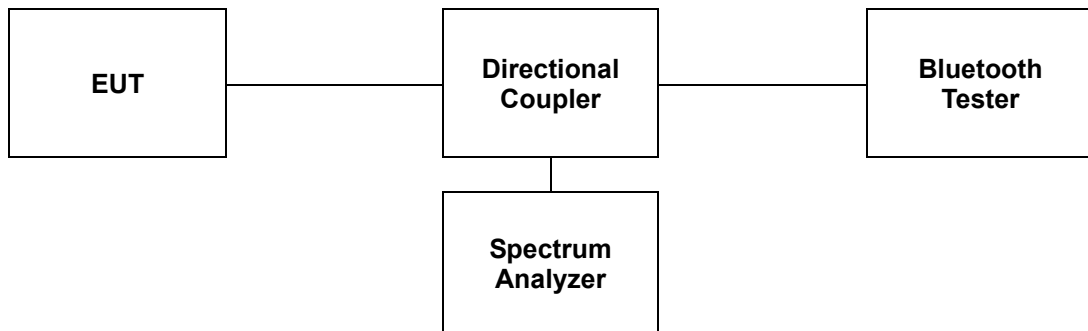 EUT
Directional
Coupler
Bluetooth
Tester
Spectrum
Analyzer